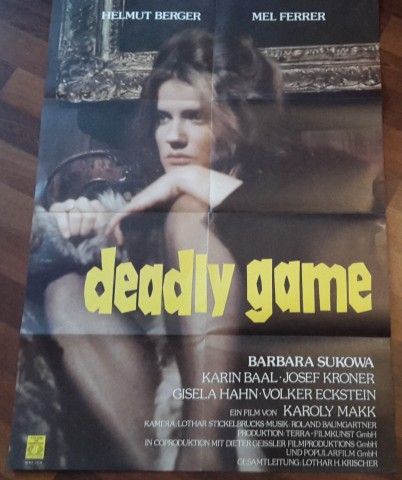 HELMUT BERGER MEL FERRER
deadly game
BARBARA SUKOWA
KARIN BAAL · JOSEF KRONER
GISELA HAHN · VOLKER ECKSTEIN
EIN FILM VON KAROLY MAKK
KAMERA: LOTHAR STICKELBRUCKS · MUSIK: ROLAND BAUMGARTNER
PRODUKTION: TERRA-FILMKUNST GmbH
IN COPRODUKTION MIT DIETER GEISSLER FILMPRODUKTIONS GmbH
UND POPULARFILM GmbH
GESAMTLEITUNG: LOTHAR H. KRISCHER